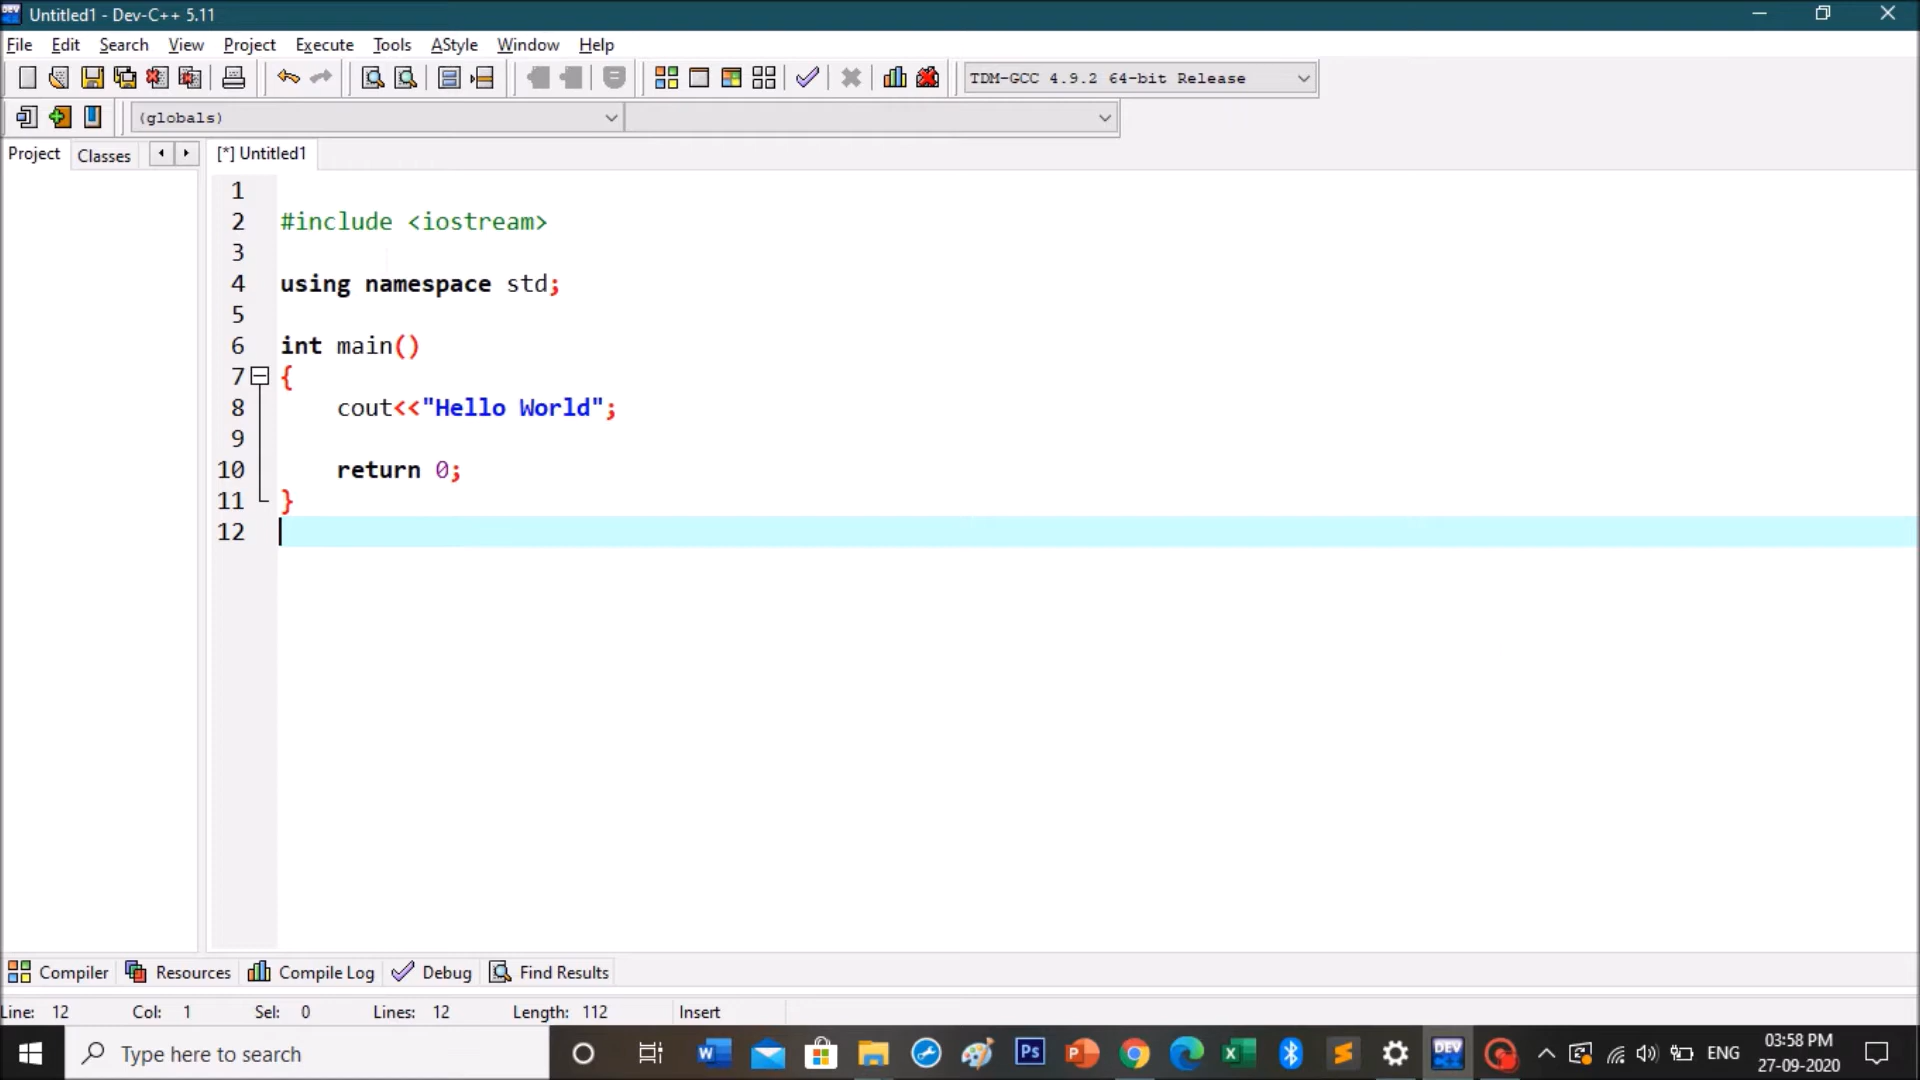 Untitled1 - Dev-C++ 5.11
File Edit Search View Project Execute Tools AStyle Window Help
TDM-GCC 4.9.2 64-bit Release
(globals)
Project Classes [*] Untitled1
1
2 #include <iostream>
3
4 using namespace std;
5
6 int main()
7 {
8 cout<<"Hello World";
9
10 return 0;
11 }
12
Compiler Resources Compile Log Debug Find Results
Line: 12 Col: 1 Sel: 0 Lines: 12 Length: 112 Insert
Type here to search
ENG
03:58 PM
27-09-2020